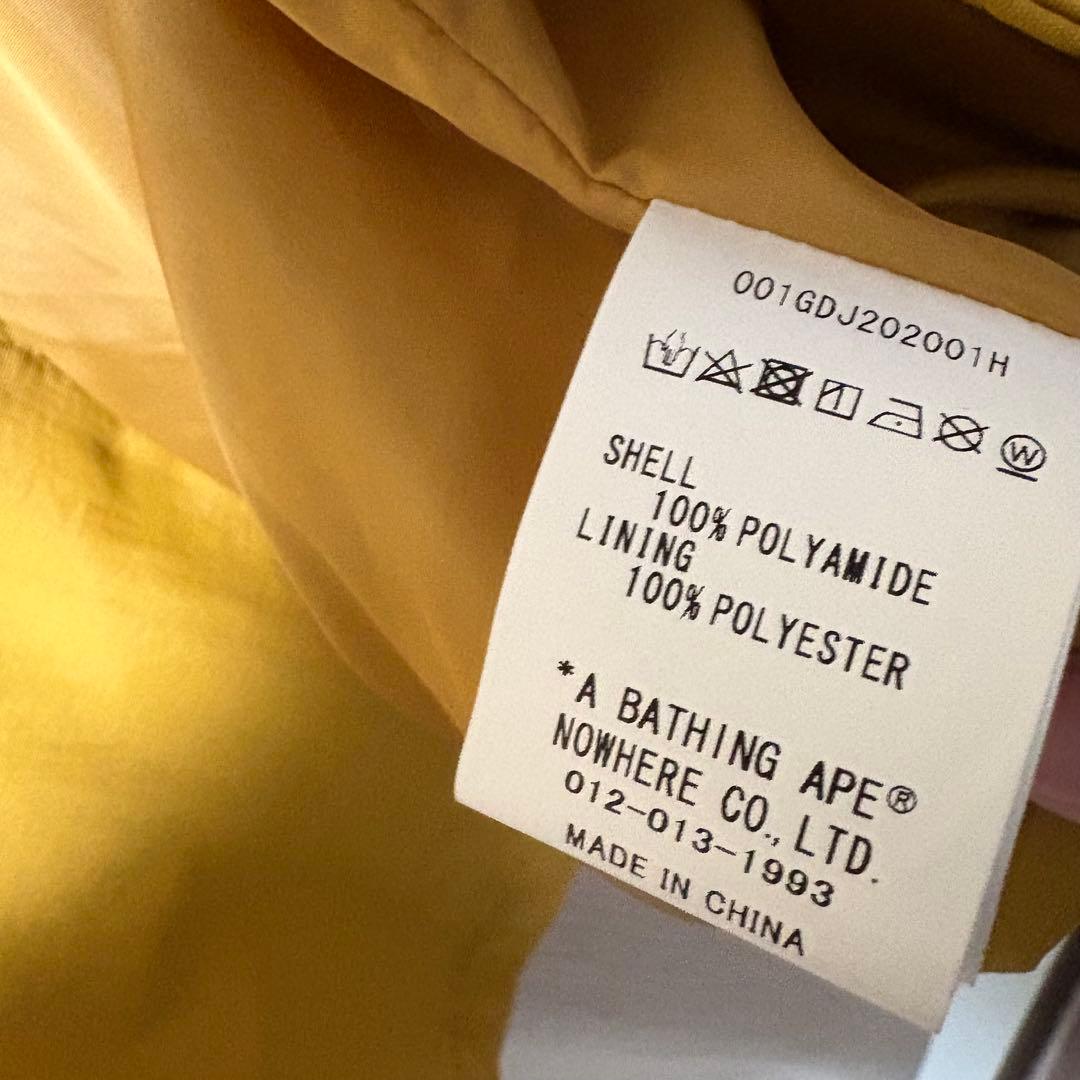 001GDJ202001H
W
SHELL
100% POLYAMIDE
LINING
100% POLYESTER
*A BATHING APE®
NOWHERE CO., LTD.
012-013-1993
MADE IN CHINA